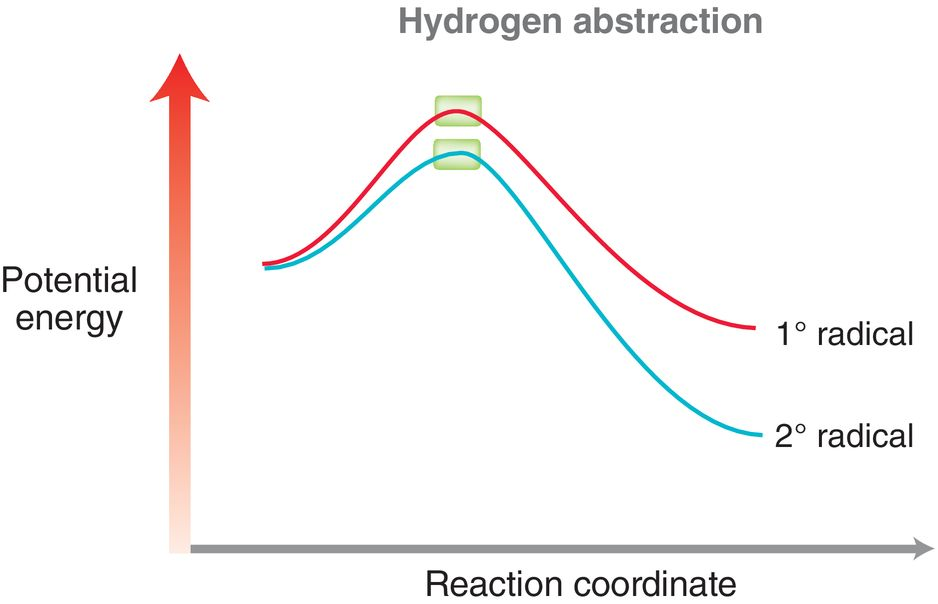 Hydrogen abstraction
Potential
energy
1° radical
2° radical
Reaction coordinate